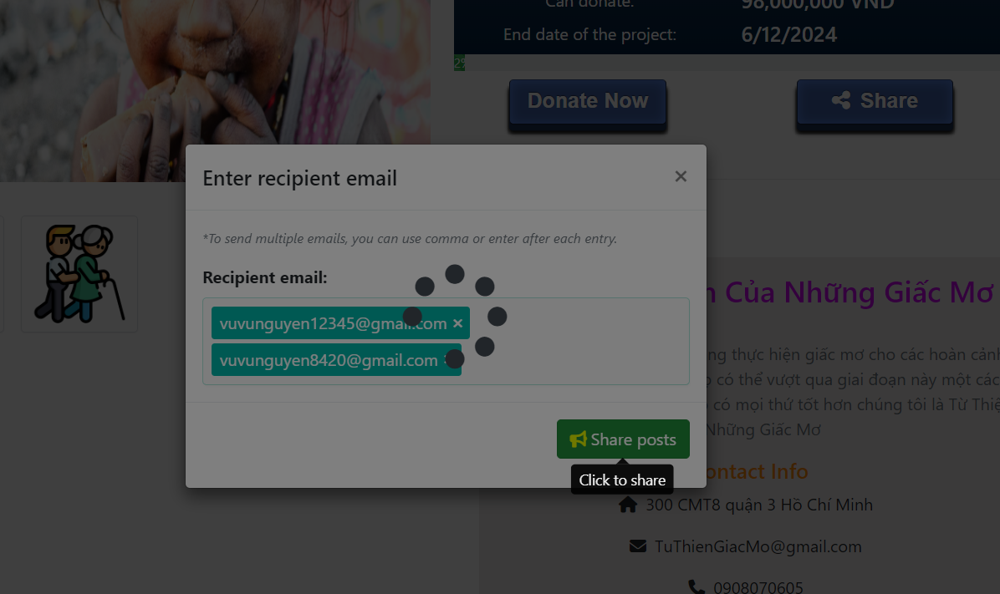 Can donate:
98,000,000 VND
End date of the project:
6/12/2024
Donate Now
Share
Enter recipient email
×
*To send multiple emails, you can use comma or enter after each entry.
Recipient email:
vuvunguyen12345@gmail.com ×
vuvunguyen8420@gmail.com
Share posts
Click to share
Của Những Giấc Mơ
thực hiện giấc mơ cho các hoàn cảnh
có thể vượt qua giai đoạn này một các
có mọi thứ tốt hơn chúng tôi là Từ Thiệ
Những Giấc Mơ
ontact Info
300 CMT8 quận 3 Hồ Chí Minh
TuThienGiacMo@gmail.com
0908070605